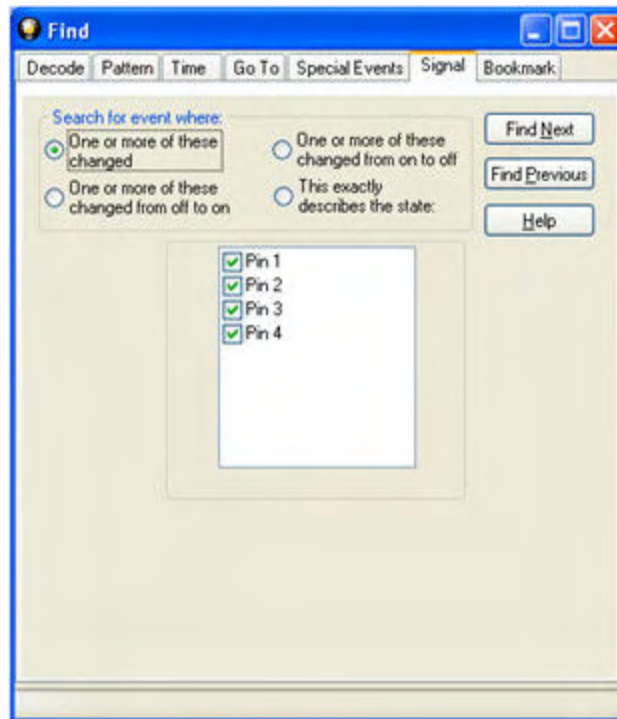 Find
Decode Pattern Time Go To Special Events Signal Bookmark
Search for event where:
One or more of these
changed
One or more of these
changed from on to off
One or more of these
changed from off to on
This exactly
describes the state:
Find Next
Find Previous
Help
Pin 1
Pin 2
Pin 3
Pin 4